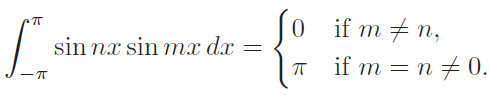 ∫_{-π}^{π} sin nx sin mx dx = { 0 if m ≠ n,
π if m = n ≠ 0.